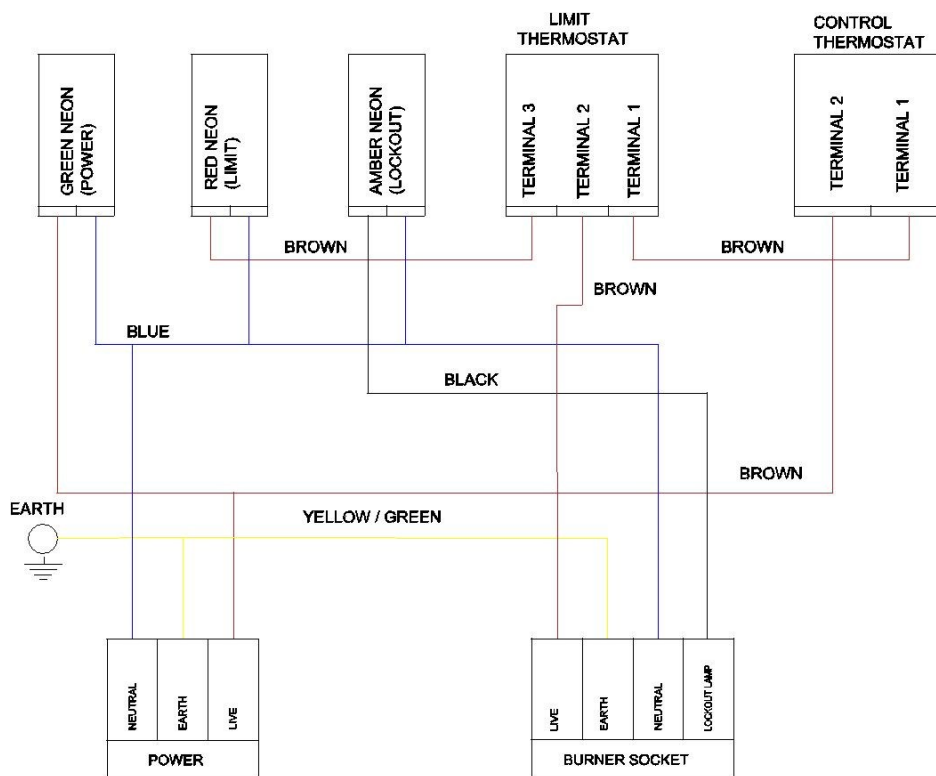 LIMIT
THERMOSTAT
CONTROL
THERMOSTAT
GREEN NEON
(POWER)
RED NEON
(LIMIT)
AMBER NEON
(LOCKOUT)
TERMINAL 3
TERMINAL 2
TERMINAL 1
TERMINAL 2
TERMINAL 1
BROWN
BROWN
BLUE
BLACK
BROWN
EARTH
YELLOW / GREEN
NEUTRAL
EARTH
LIVE
POWER
LIVE
EARTH
NEUTRAL
LOCKOUT LAMP
BURNER SOCKET